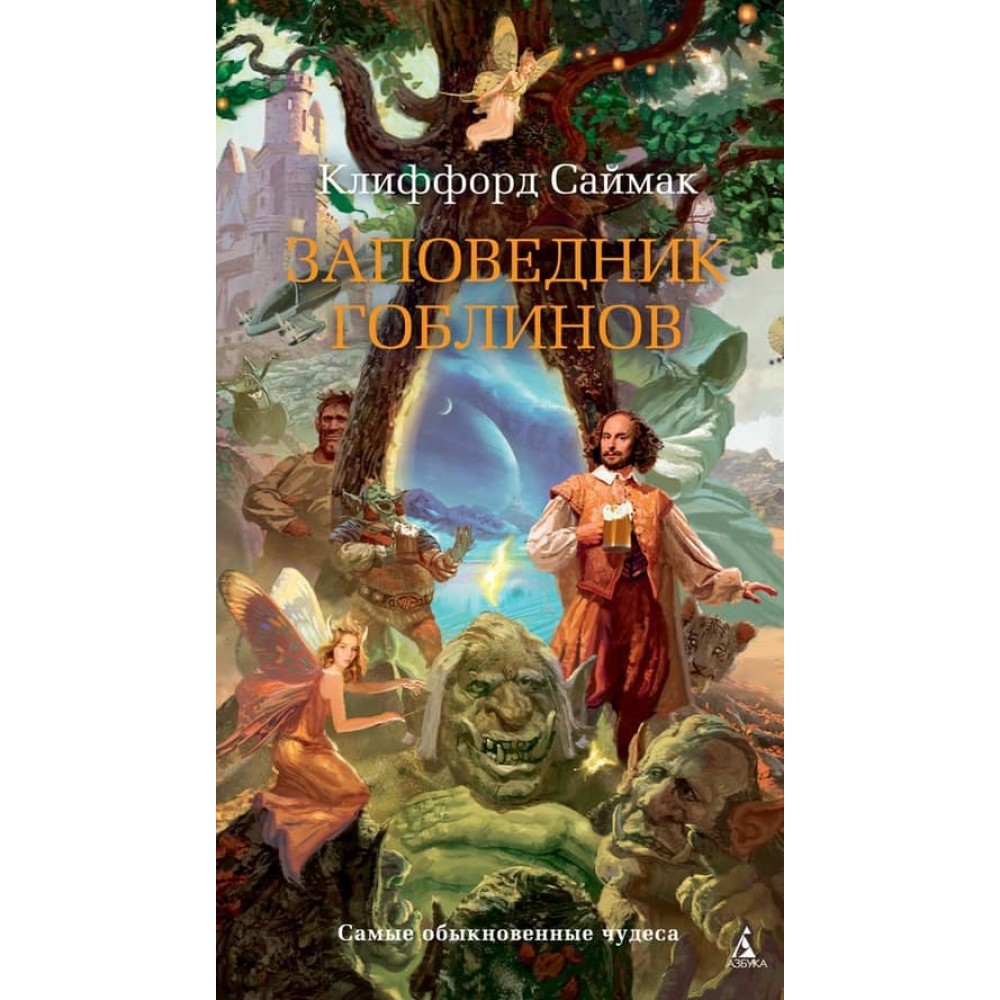 Клиффорд Саймак
ЗАПОВЕДНИК
ГОБЛИНОВ
Самые обыкновенные чудеса
АЗБУКА